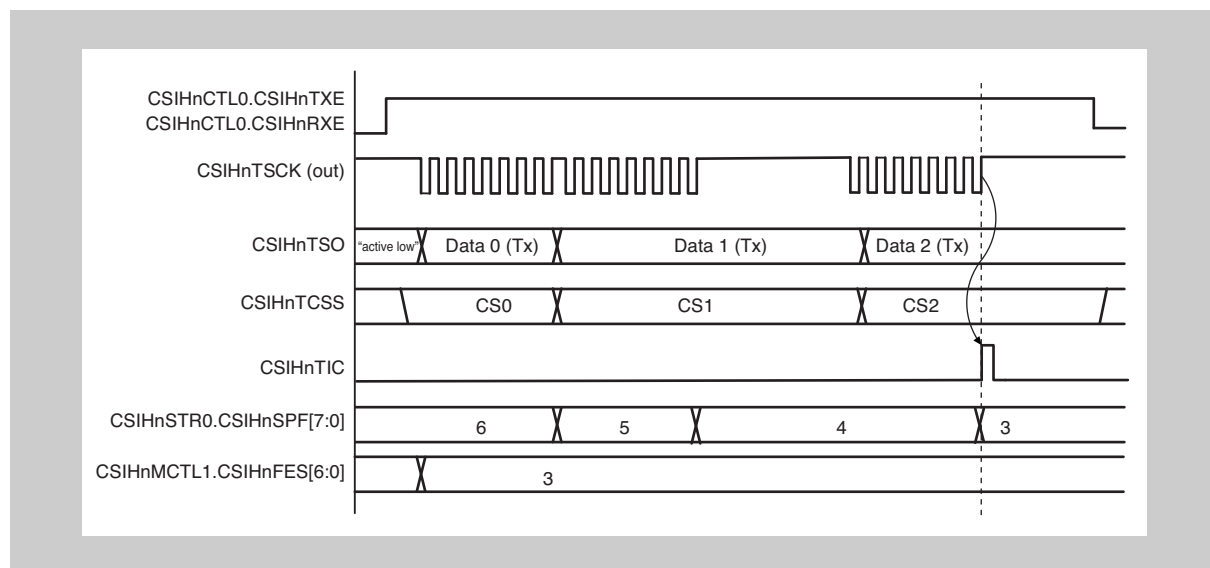 CSIHnCTL0.CSIHnTXE
CSIHnCTL0.CSIHnRXE
CSIHnTSCK (out)
CSIHnTSO
“active low”
Data 0 (Tx)
Data 1 (Tx)
Data 2 (Tx)
CSIHnTCSS
CS0
CS1
CS2
CSIHnTIC
CSIHnSTR0.CSIHnSPF[7:0]
6
5
4
3
CSIHnMCTL1.CSIHnFES[6:0]
3